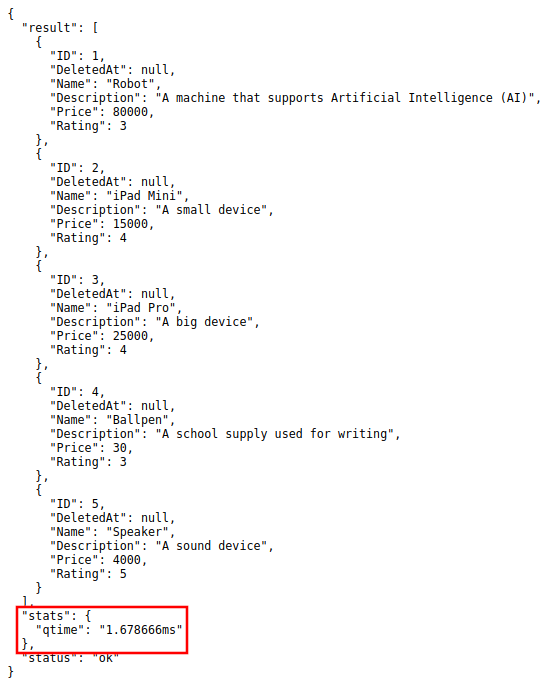 {
  "result": [
    {
      "ID": 1,
      "DeletedAt": null,
      "Name": "Robot",
      "Description": "A machine that supports Artificial Intelligence (AI)",
      "Price": 80000,
      "Rating": 3
    },
    {
      "ID": 2,
      "DeletedAt": null,
      "Name": "iPad Mini",
      "Description": "A small device",
      "Price": 15000,
      "Rating": 4
    },
    {
      "ID": 3,
      "DeletedAt": null,
      "Name": "iPad Pro",
      "Description": "A big device",
      "Price": 25000,
      "Rating": 4
    },
    {
      "ID": 4,
      "DeletedAt": null,
      "Name": "Ballpen",
      "Description": "A school supply used for writing",
      "Price": 30,
      "Rating": 3
    },
    {
      "ID": 5,
      "DeletedAt": null,
      "Name": "Speaker",
      "Description": "A sound device",
      "Price": 4000,
      "Rating": 5
    }
  ],
  "stats": {
    "qtime": "1.678666ms"
  },
  "status": "ok"
}